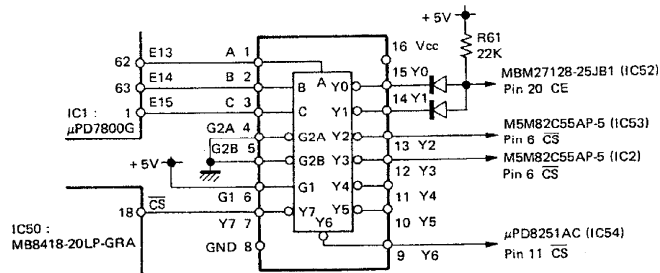 +5V
R61
22K
16 Vcc
62 E13 A 1 A
15 Y0 Y0
MBM27128-25JB1 (IC52)
Pin 20 CE
63 E14 B 2 B
14 Y1 Y1
IC1 :
μPD7800G
1 E15 C 3 C
G2A 4 G2A Y2
M5M82C55AP-5 (IC53)
Pin 6 CS
13 Y2
G2B 5 G2B Y3
M5M82C55AP-5 (IC2)
Pin 6 CS
12 Y3
+5V
G1 Y4
11 Y4
G1 6
18 CS
Y7 Y5
Y6
10 Y5
Y7 7
IC50 :
MB8418-20LP-GRA
GND 8
9 Y6
μPD8251AC (IC54)
Pin 11 CS